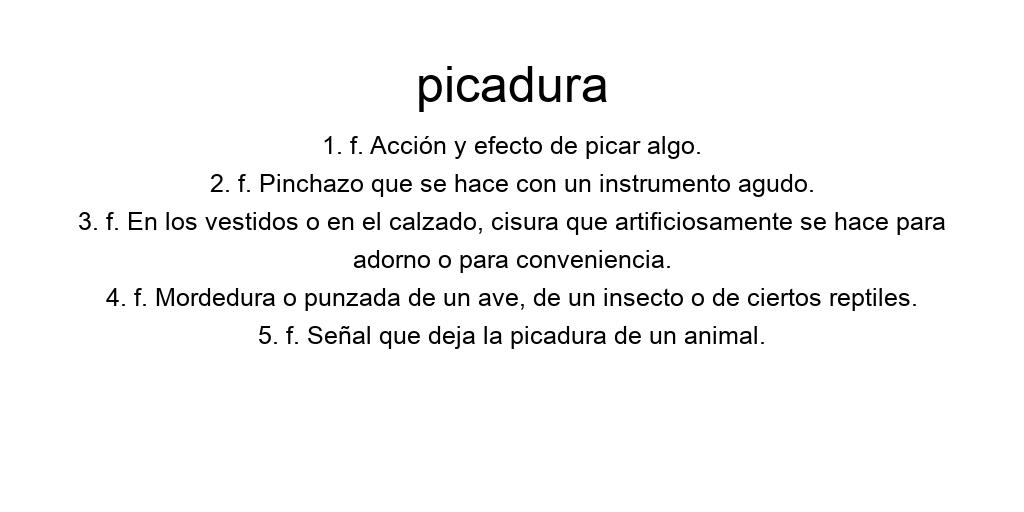 picadura
1. f. Acción y efecto de picar algo.
2. f. Pinchazo que se hace con un instrumento agudo.
3. f. En los vestidos o en el calzado, cisura que artificiosamente se hace para
adorno o para conveniencia.
4. f. Mordedura o punzada de un ave, de un insecto o de ciertos reptiles.
5. f. Señal que deja la picadura de un animal.